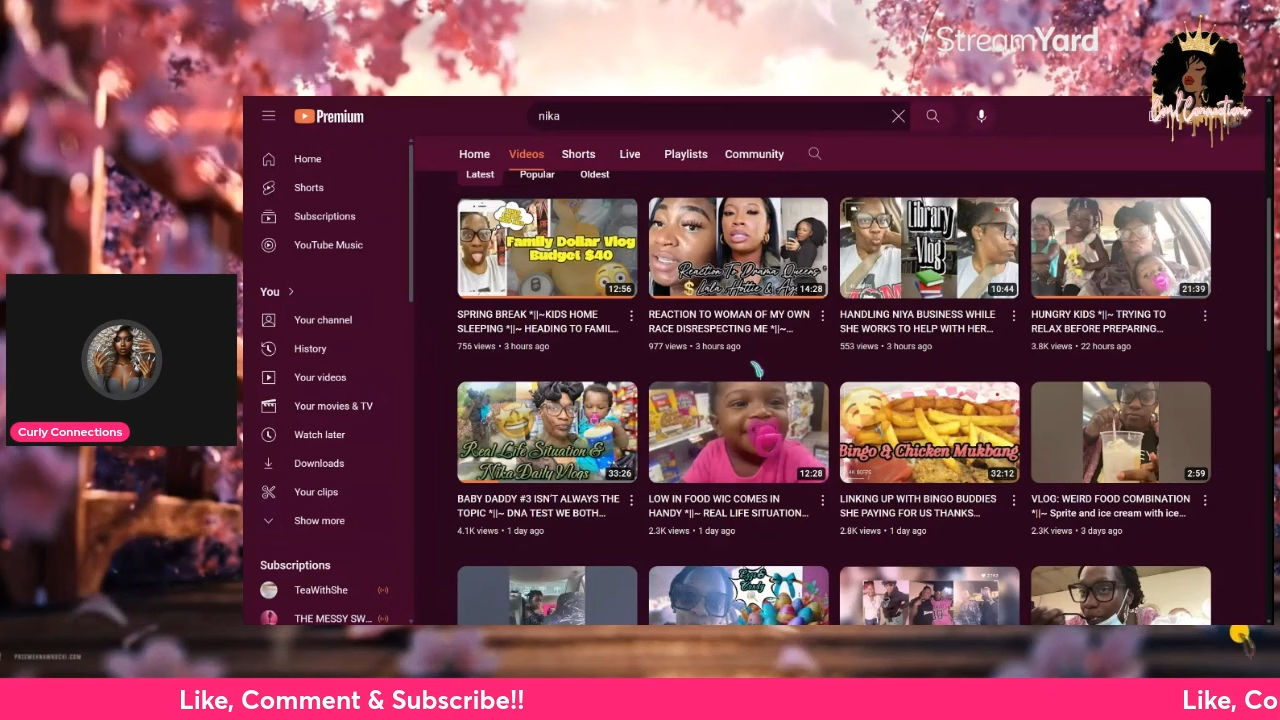 StreamYard
Curly Connections
Premium
nika
Home
Shorts
Subscriptions
YouTube Music
You
Your channel
History
Your videos
Your movies & TV
Watch later
Downloads
Your clips
Show more
Subscriptions
TeaWithShe
THE MESSY SW...
Home Videos Shorts Live Playlists Community
Latest Popular Oldest
Family Dollar Vlog
Budget $40
12:56
SPRING BREAK *||~KIDS HOME
SLEEPING *||~ HEADING TO FAMIL...
756 views • 3 hours ago
Reaction To Drama Queens
14:28
REACTION TO WOMAN OF MY OWN
RACE DISRESPECTING ME *||~...
977 views • 3 hours ago
Library
Vlog
10:44
HANDLING NIYA BUSINESS WHILE
SHE WORKS TO HELP WITH HER...
553 views • 3 hours ago
21:39
HUNGRY KIDS *||~ TRYING TO
RELAX BEFORE PREPARING...
3.8K views • 22 hours ago
Real Life Situation &
Nika Daily Vlogs
33:26
BABY DADDY #3 ISN'T ALWAYS THE
TOPIC *||~ DNA TEST WE BOTH...
4.1K views • 1 day ago
12:28
LOW IN FOOD WIC COMES IN
HANDY *||~ REAL LIFE SITUATION...
2.3K views • 1 day ago
Bingo & Chicken Mukbang
32:12
LINKING UP WITH BINGO BUDDIES
SHE PAYING FOR US THANKS...
2.8K views • 1 day ago
2:59
VLOG: WEIRD FOOD COMBINATION
*||~ Sprite and ice cream with ice...
2.3K views • 3 days ago
Curly Connections
Like, Comment & Subscribe!!
Like, Co